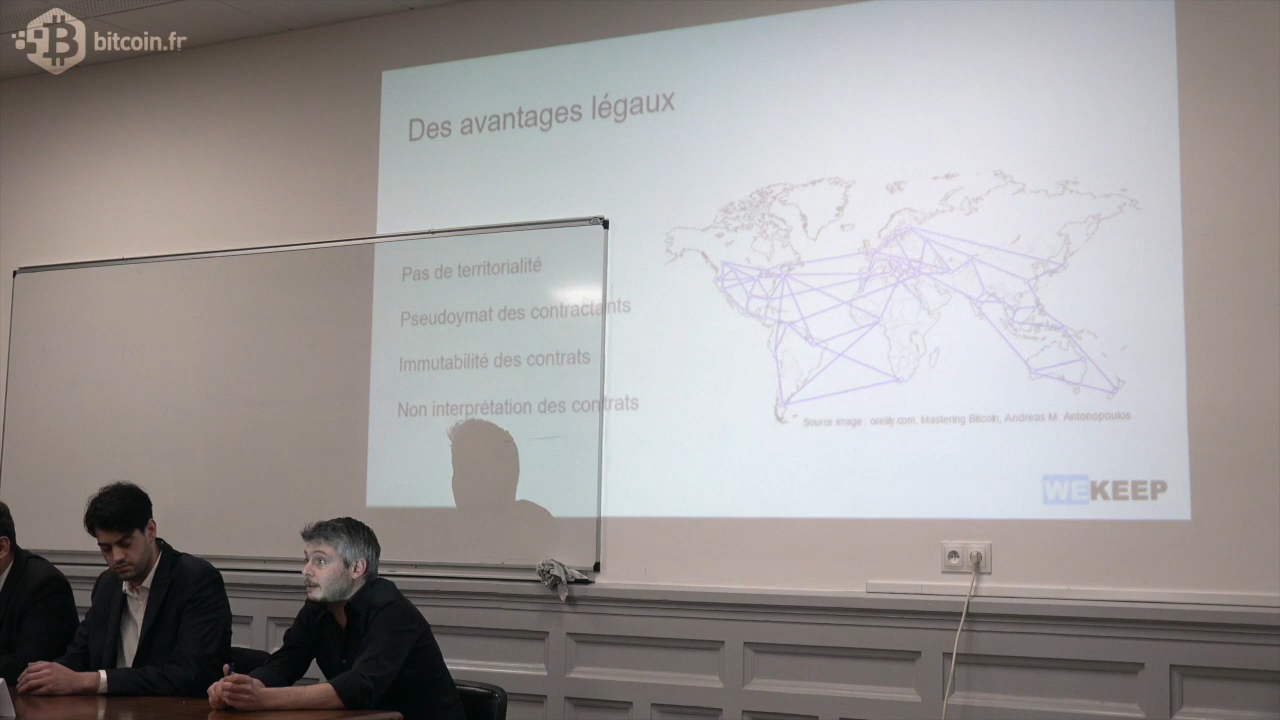 bitcoin.fr
Des avantages légaux
Pas de territorialité
Pseudoymat des contractants
Immutabilité des contrats
Non interprétation des contrats
Source image : oreilly.com, Mastering Bitcoin, Andreas M. Antonopoulos
WEKEEP